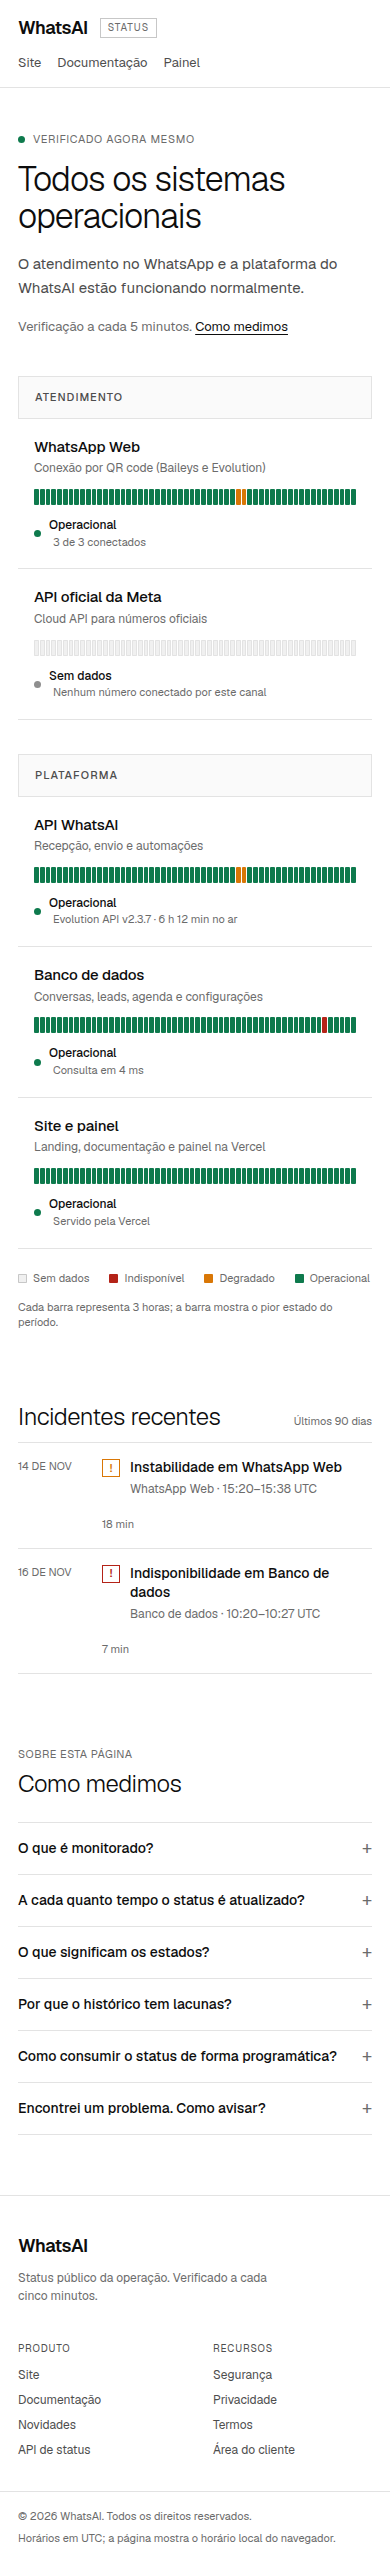 WhatsAI STATUS
Site Documentação Painel
VERIFICADO AGORA MESMO
Todos os sistemas
operacionais
O atendimento no WhatsApp e a plataforma do
WhatsAI estão funcionando normalmente.
Verificação a cada 5 minutos. Como medimos
ATENDIMENTO
WhatsApp Web
Conexão por QR code (Baileys e Evolution)
Operacional
3 de 3 conectados
API oficial da Meta
Cloud API para números oficiais
Sem dados
Nenhum número conectado por este canal
PLATAFORMA
API WhatsAI
Recepção, envio e automações
Operacional
Evolution API v2.3.7 · 6 h 12 min no ar
Banco de dados
Conversas, leads, agenda e configurações
Operacional
Consulta em 4 ms
Site e painel
Landing, documentação e painel na Vercel
Operacional
Servido pela Vercel
Sem dados Indisponível Degradado Operacional
Cada barra representa 3 horas; a barra mostra o pior estado do
período.
Incidentes recentes Últimos 90 dias
14 DE NOV ! Instabilidade em WhatsApp Web
WhatsApp Web · 15:20–15:38 UTC
18 min
16 DE NOV ! Indisponibilidade em Banco de
dados
Banco de dados · 10:20–10:27 UTC
7 min
SOBRE ESTA PÁGINA
Como medimos
O que é monitorado? +
A cada quanto tempo o status é atualizado? +
O que significam os estados? +
Por que o histórico tem lacunas? +
Como consumir o status de forma programática? +
Encontrei um problema. Como avisar? +
WhatsAI
Status público da operação. Verificado a cada
cinco minutos.
PRODUTO RECURSOS
Site Segurança
Documentação Privacidade
Novidades Termos
API de status Área do cliente
© 2026 WhatsAI. Todos os direitos reservados.
Horários em UTC; a página mostra o horário local do navegador.